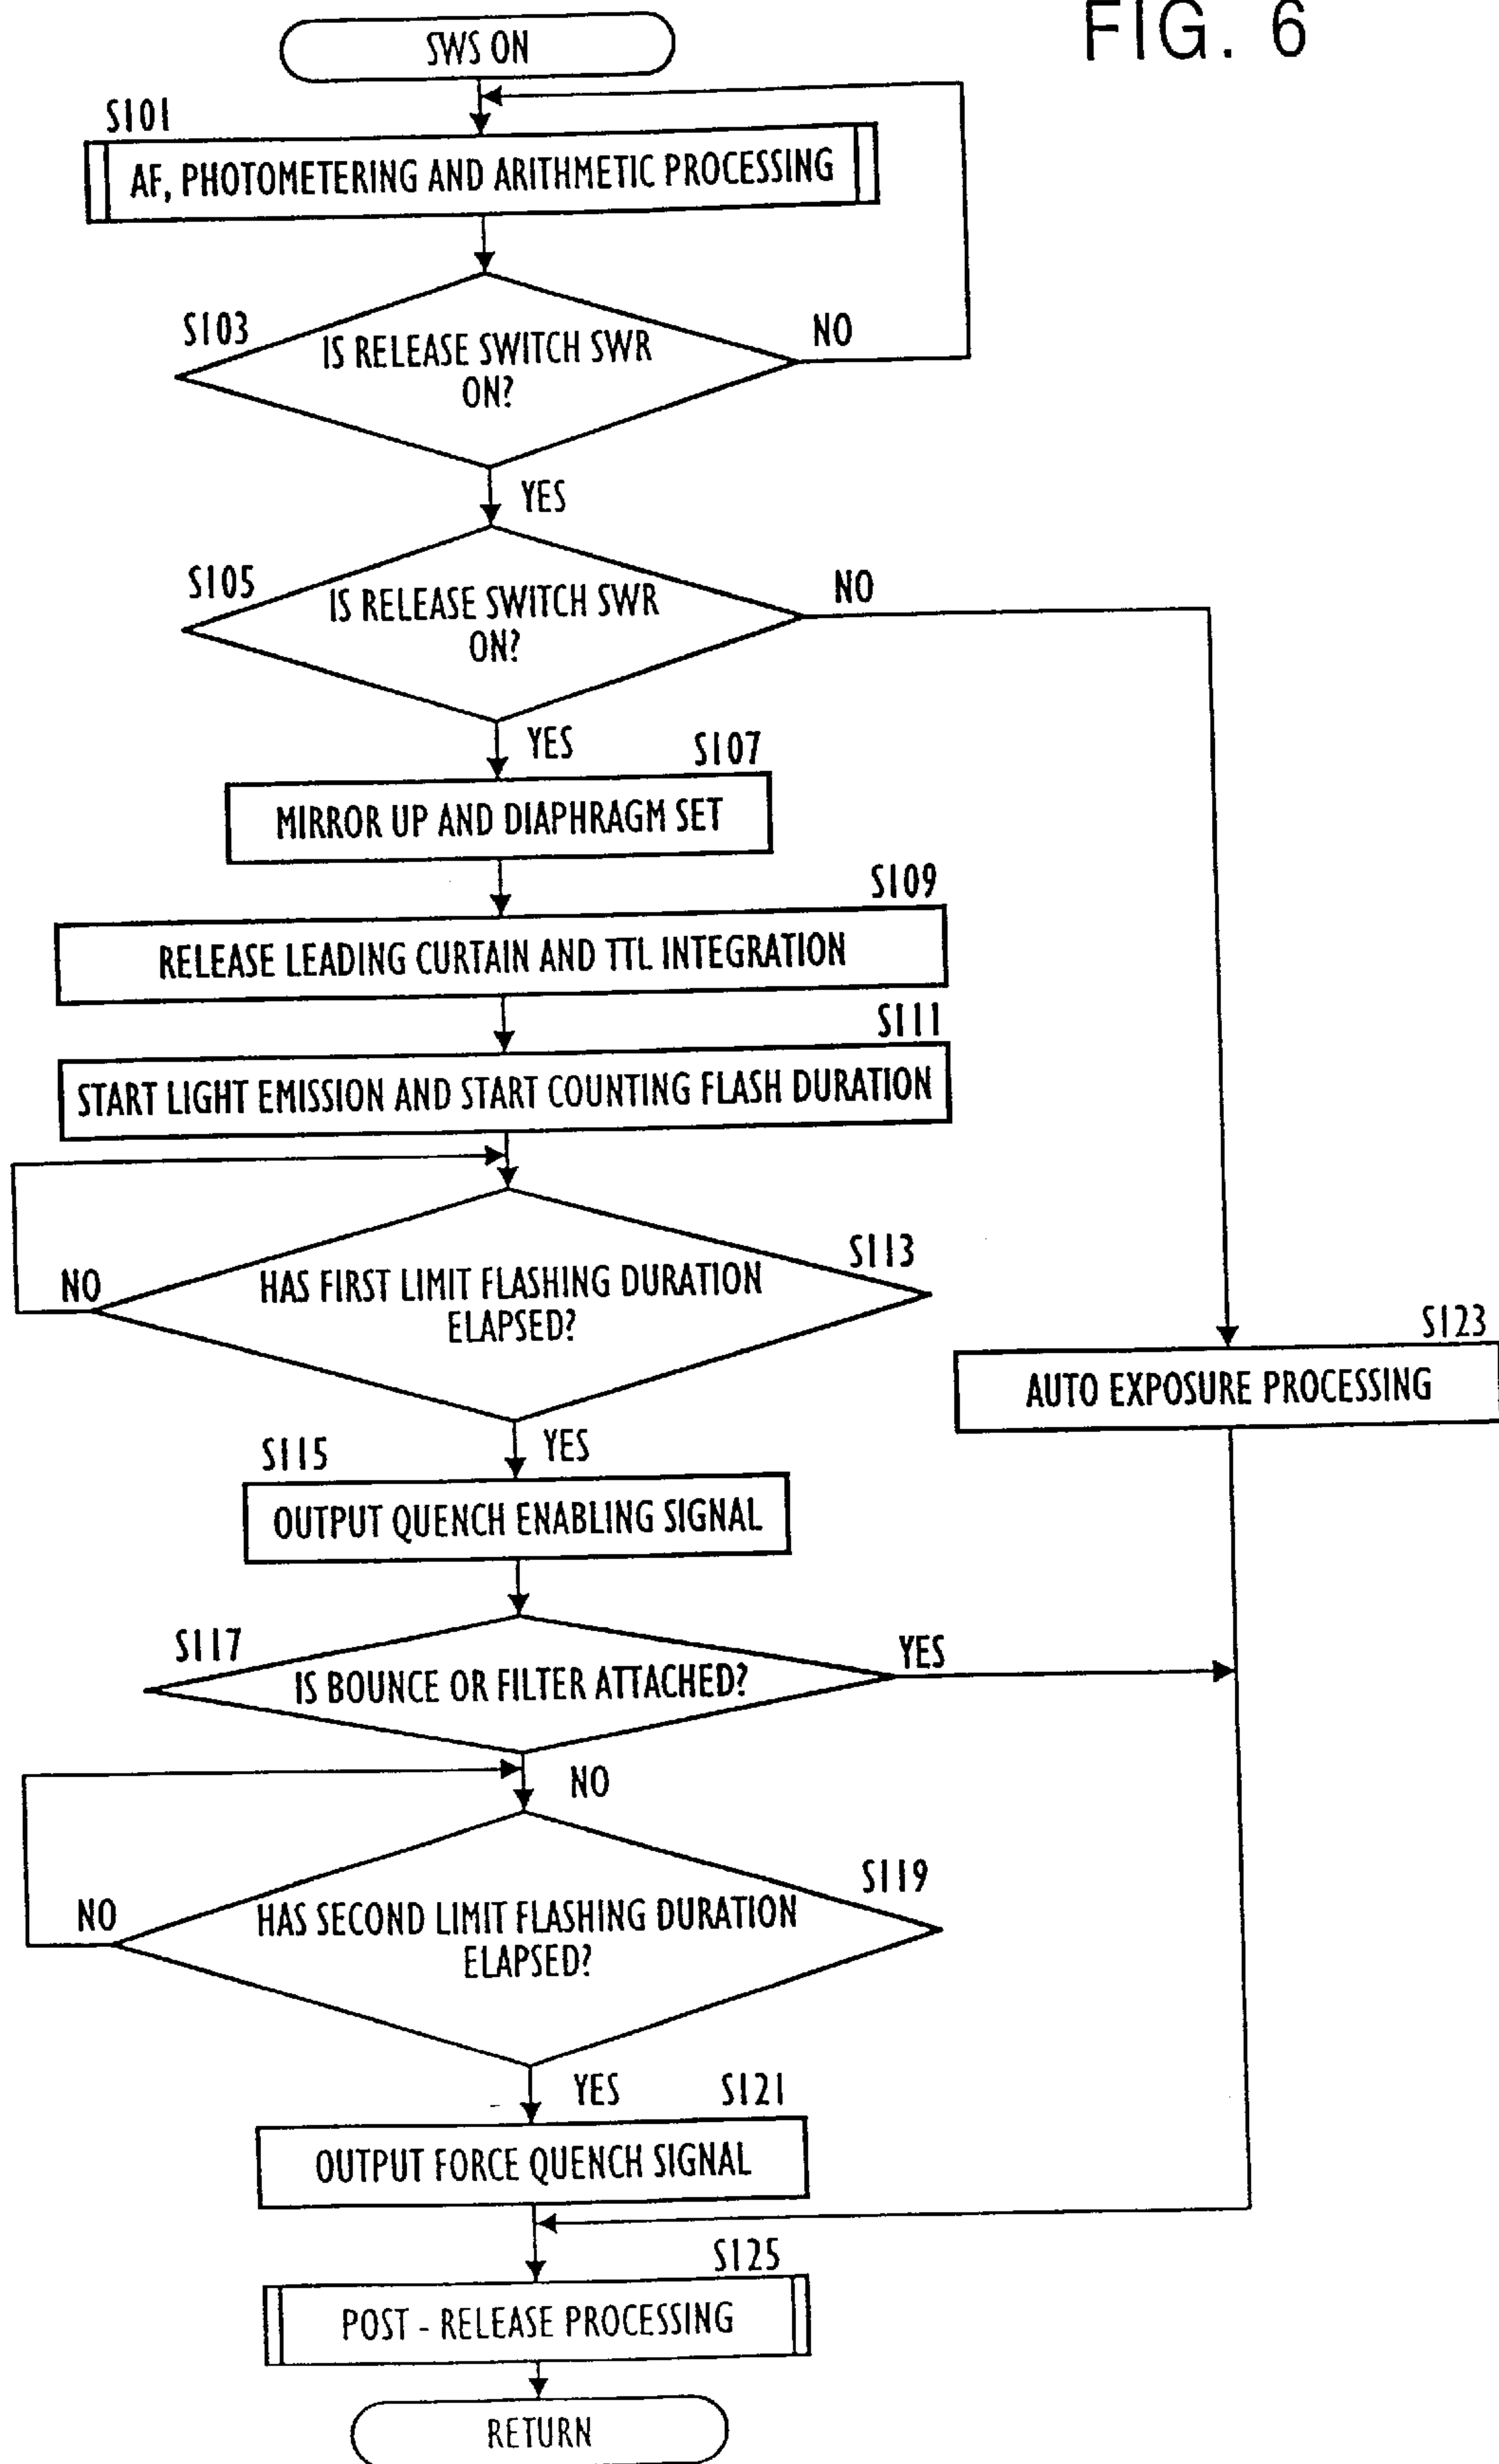 FIG. 6
SWS ON
S101
AF, PHOTOMETERING AND ARITHMETIC PROCESSING
S103
IS RELEASE SWITCH SWR
ON?
NO
YES
S105
IS RELEASE SWITCH SWR
ON?
NO
YES
S107
MIRROR UP AND DIAPHRAGM SET
S109
RELEASE LEADING CURTAIN AND TTL INTEGRATION
S111
START LIGHT EMISSION AND START COUNTING FLASH DURATION
S113
NO
HAS FIRST LIMIT FLASHING DURATION
ELAPSED?
S123
AUTO EXPOSURE PROCESSING
YES
S115
OUTPUT QUENCH ENABLING SIGNAL
S117
IS BOUNCE OR FILTER ATTACHED?
YES
NO
S119
NO
HAS SECOND LIMIT FLASHING DURATION
ELAPSED?
YES
S121
OUTPUT FORCE QUENCH SIGNAL
S125
POST - RELEASE PROCESSING
RETURN